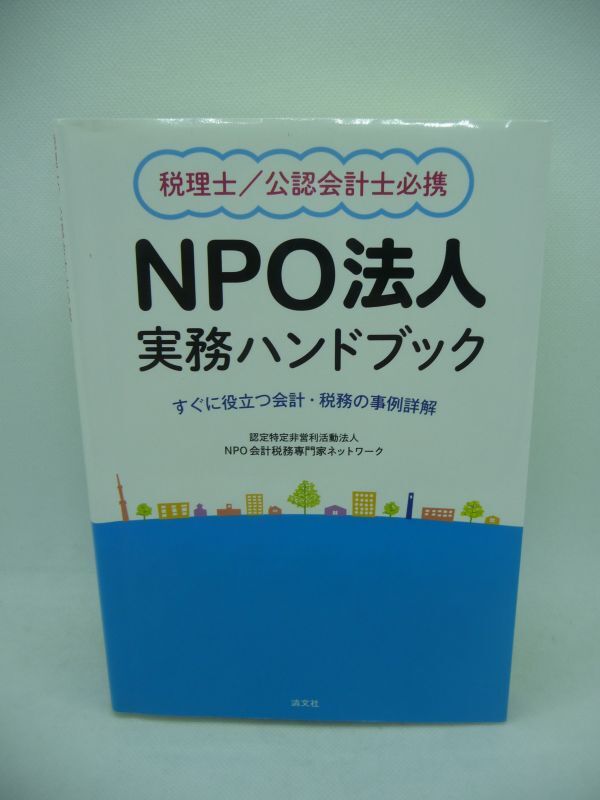 税理士／公認会計士必携
NPO法人
実務ハンドブック
すぐに役立つ会計・税務の事例詳解
認定特定非営利活動法人
NPO会計税務専門家ネットワーク
清文社